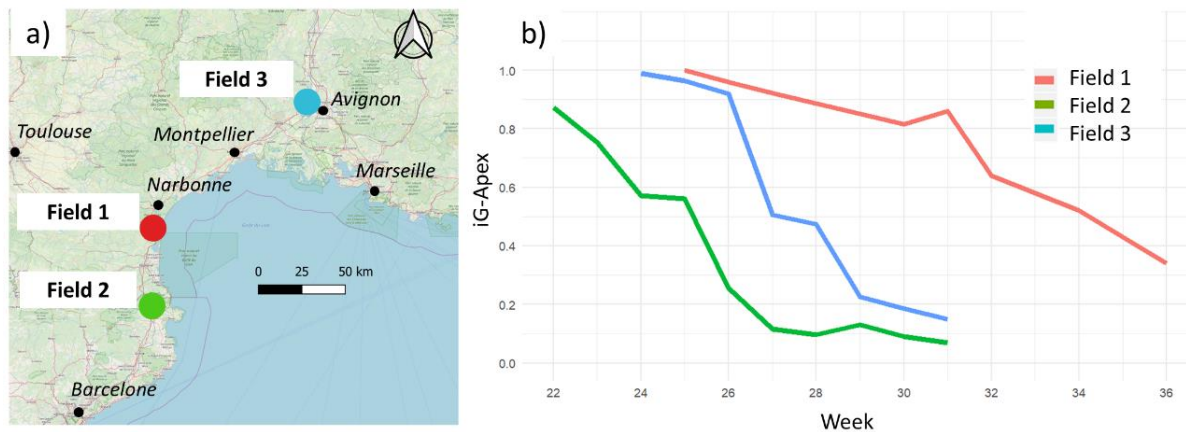 a)
Field 3
Avignon
Toulouse
Montpellier
Marseille
Narbonne
Field 1
0 25 50 km
Field 2
Barcelone
b)
Field 1
Field 2
Field 3
iG-Apex
1.0
0.8
0.6
0.4
0.2
0.0
22 24 26 28 30 32 34 36
Week